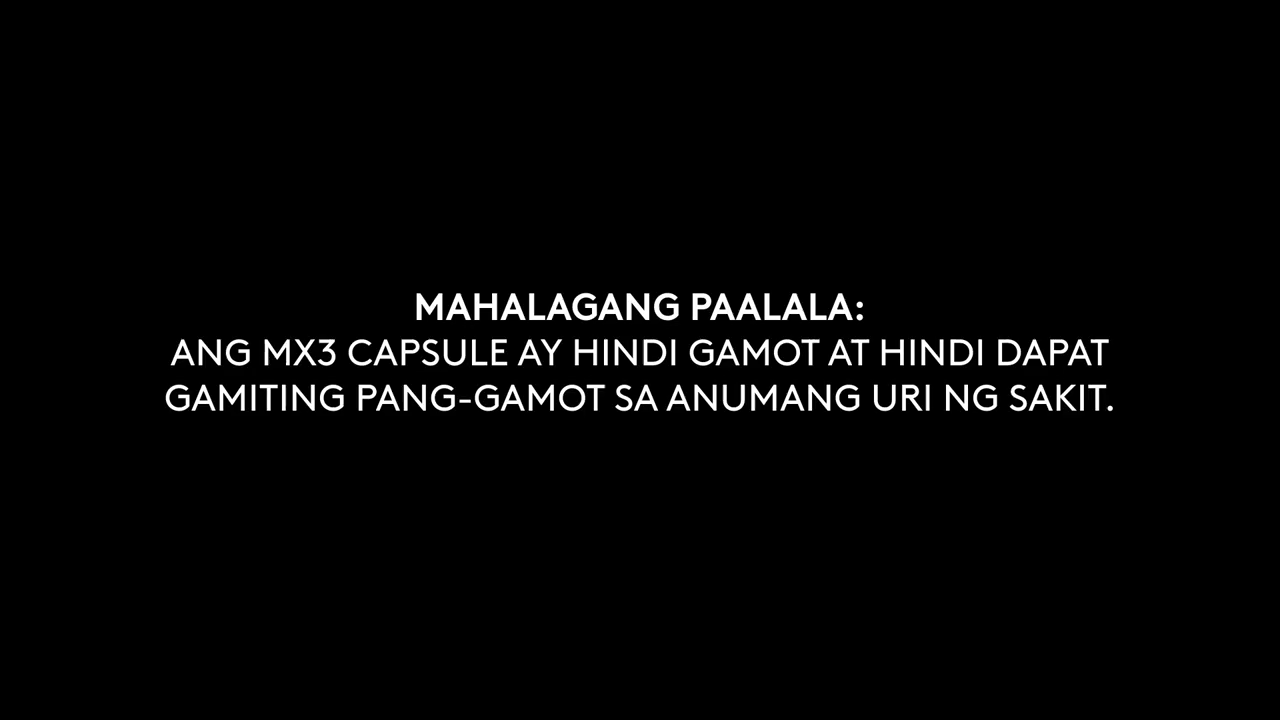 MAHALAGANG PAALALA:
ANG MX3 CAPSULE AY HINDI GAMOT AT HINDI DAPAT
GAMITING PANG-GAMOT SA ANUMANG URI NG SAKIT.